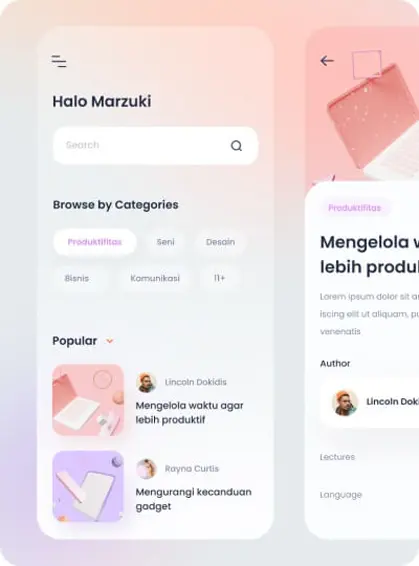 Halo Marzuki
Search
Browse by Categories
Produktifitas
Seni
Desain
Bisnis
Komunikasi
11+
Popular
Lincoln Dokidis
Mengelola waktu agar
lebih produktif
Rayna Curtis
Mengurangi kecanduan
gadget
Produktifitas
Mengelola w
lebih produ
Lorem ipsum dolor sit a
iscing elit ut aliquam, pu
venenatis
Author
Lincoln Doki
Lectures
Language